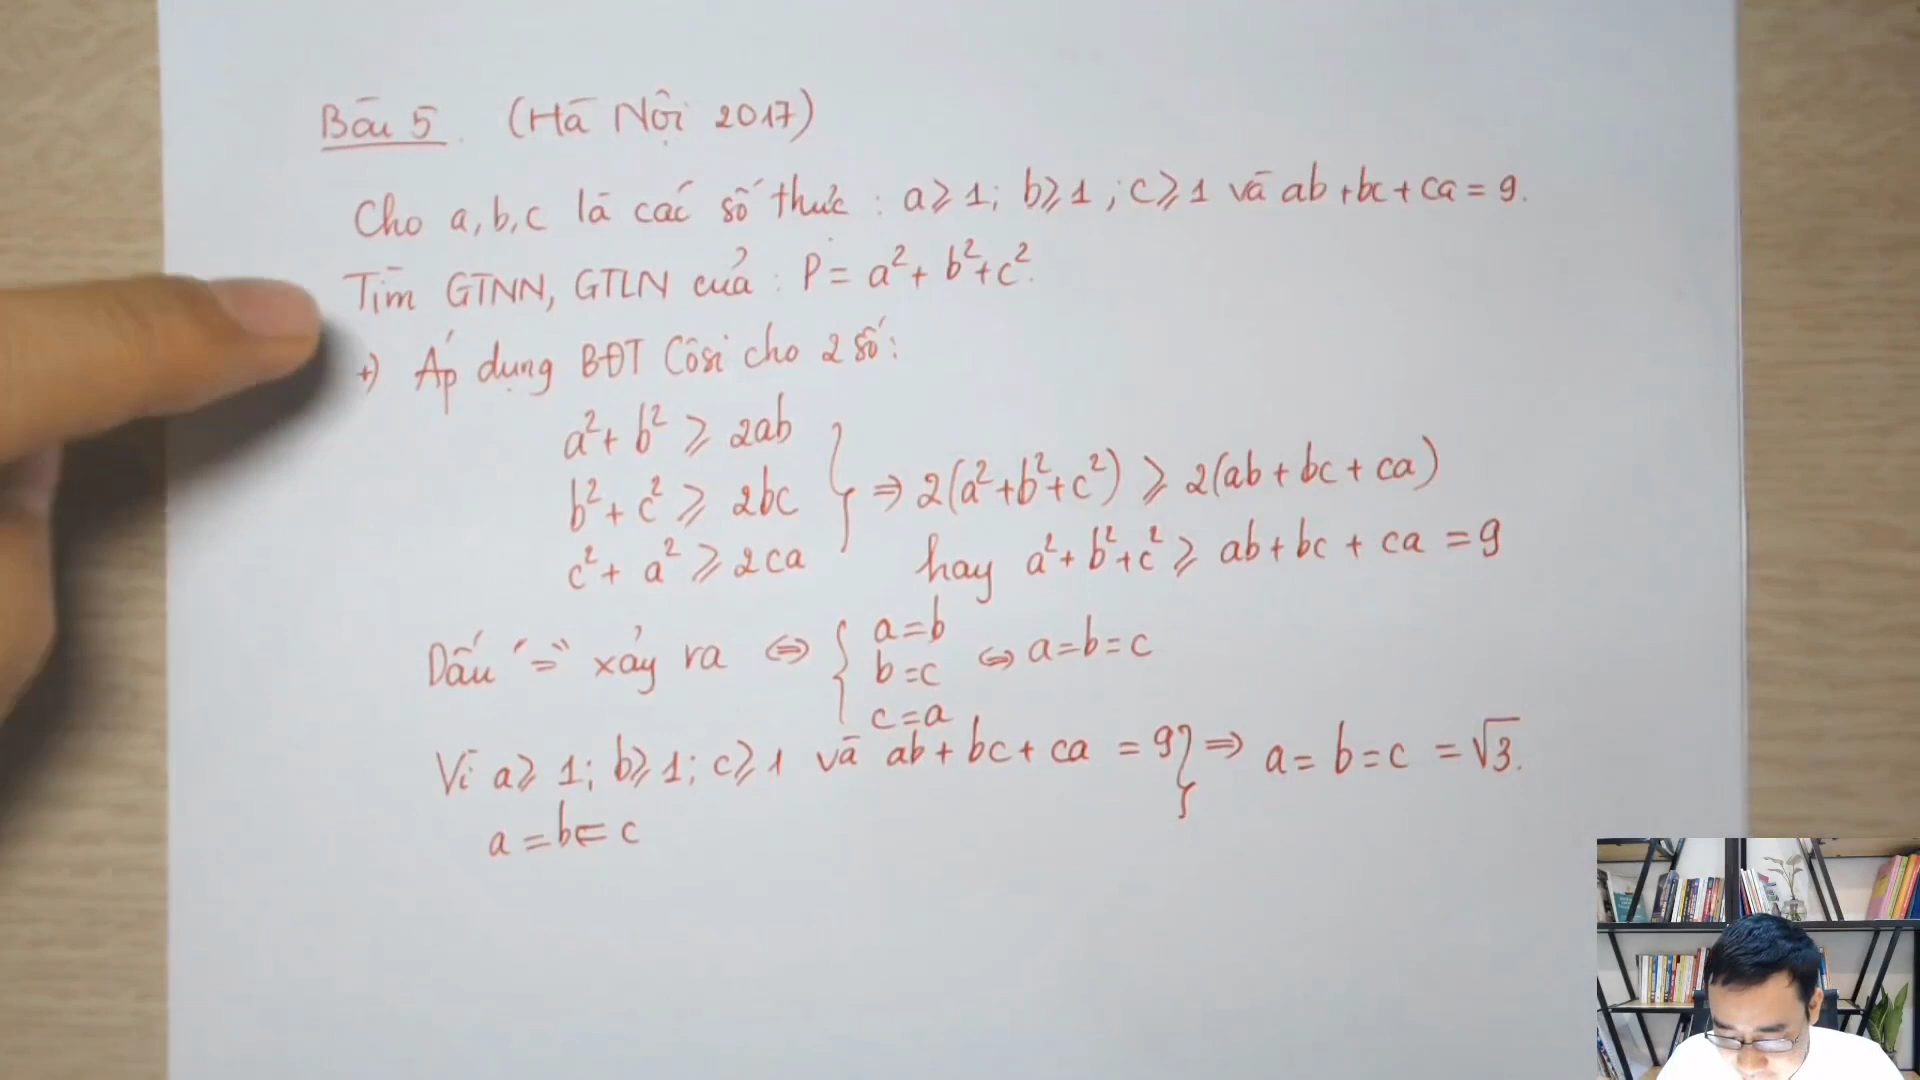 Bài 5. (Hà Nội 2017)
Cho a, b, c là các số thức : a ≥ 1; b ≥ 1 ; c ≥ 1 và ab + bc + ca = 9.
Tìm GTNN, GTLN của : P = a² + b² + c².
+) Áp dụng BĐT Côsi cho 2 số :
a² + b² ≥ 2ab
b² + c² ≥ 2bc
c² + a² ≥ 2ca
} ⇒ 2(a² + b² + c²) ≥ 2(ab + bc + ca)
hay a² + b² + c² ≥ ab + bc + ca = 9
Dấu "=" xảy ra ⇔ { a = b
b = c
c = a
⇔ a = b = c
Vì a ≥ 1; b ≥ 1; c ≥ 1 và ab + bc + ca = 9 } ⇒ a = b = c = √3.
a = b = c